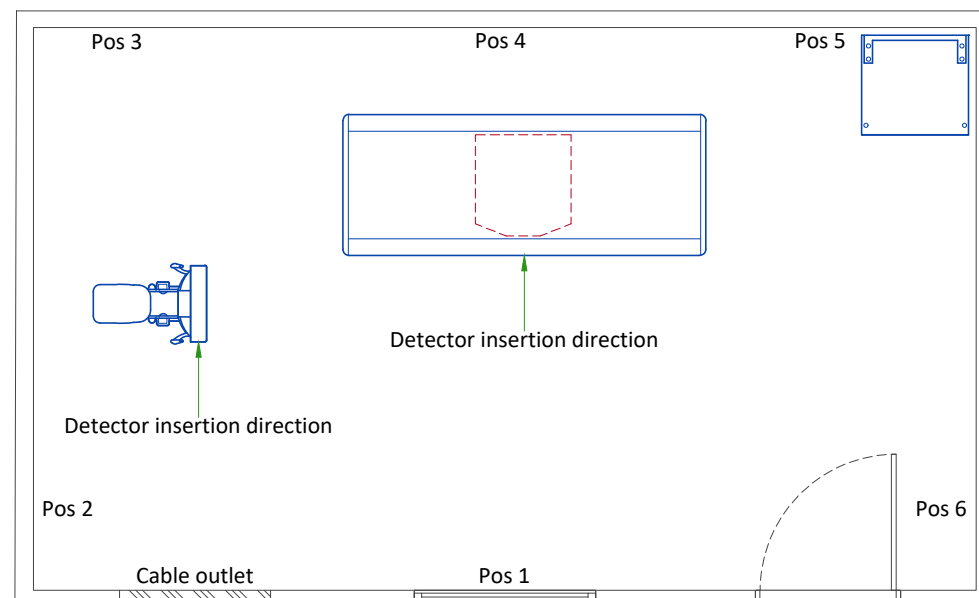 Pos 3
Pos 4
Pos 5
Detector insertion direction
Detector insertion direction
Pos 2
Pos 6
Cable outlet
Pos 1